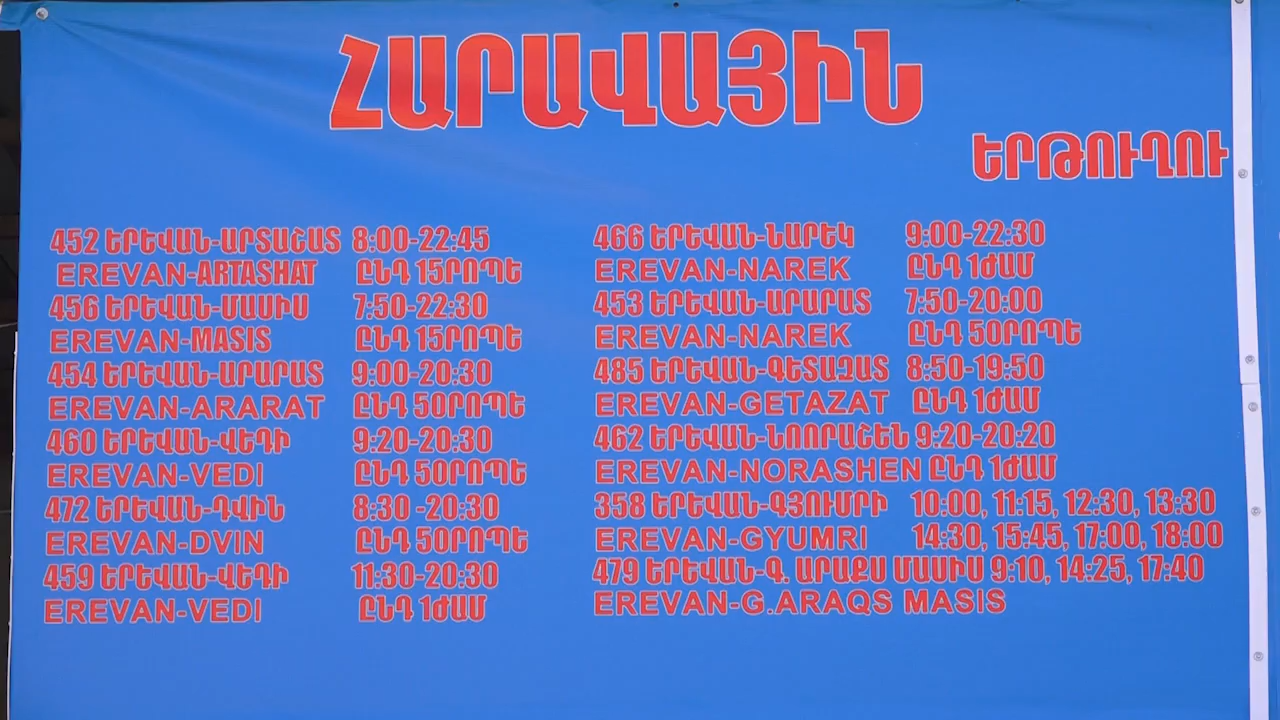 ՀԱՐԱՎԱՅԻՆ
ԵՐԹՈՒՂՈՒ
452 ԵՐԵՎԱՆ-ԱՐՏԱՇԱՏ 8:00-22:45
EREVAN-ARTASHAT ԸՆԴ 15ՐՈՊԵ
456 ԵՐԵՎԱՆ-ՄԱՍԻՍ 7:50-22:30
EREVAN-MASIS ԸՆԴ 15ՐՈՊԵ
454 ԵՐԵՎԱՆ-ԱՐԱՐԱՏ 9:00-20:30
EREVAN-ARARAT ԸՆԴ 50ՐՈՊԵ
460 ԵՐԵՎԱՆ-ՎԵԴԻ 9:20-20:30
EREVAN-VEDI ԸՆԴ 50ՐՈՊԵ
472 ԵՐԵՎԱՆ-ԴՎԻՆ 8:30 -20:30
EREVAN-DVIN ԸՆԴ 50ՐՈՊԵ
459 ԵՐԵՎԱՆ-ՎԵԴԻ 11:30-20:30
EREVAN-VEDI ԸՆԴ 1ԺԱՄ
466 ԵՐԵՎԱՆ-ՆԱՐԵԿ 9:00-22:30
EREVAN-NAREK ԸՆԴ 1ԺԱՄ
453 ԵՐԵՎԱՆ-ԱՐԱՐԱՏ 7:50-20:00
EREVAN-NAREK ԸՆԴ 50ՐՈՊԵ
485 ԵՐԵՎԱՆ-ԳԵՏԱԶԱՏ 8:50-19:50
EREVAN-GETAZAT ԸՆԴ 1ԺԱՄ
462 ԵՐԵՎԱՆ-ՆՈՈՐԱՇԵՆ 9:20-20:20
EREVAN-NORASHEN ԸՆԴ 1ԺԱՄ
358 ԵՐԵՎԱՆ-ԳՅՈՒՄՐԻ 10:00, 11:15, 12:30, 13:30
EREVAN-GYUMRI 14:30, 15:45, 17:00, 18:00
479 ԵՐԵՎԱՆ-Գ. ԱՐԱՔՍ ՄԱՍԻՍ 9:10, 14:25, 17:40
EREVAN-G.ARAQS MASIS